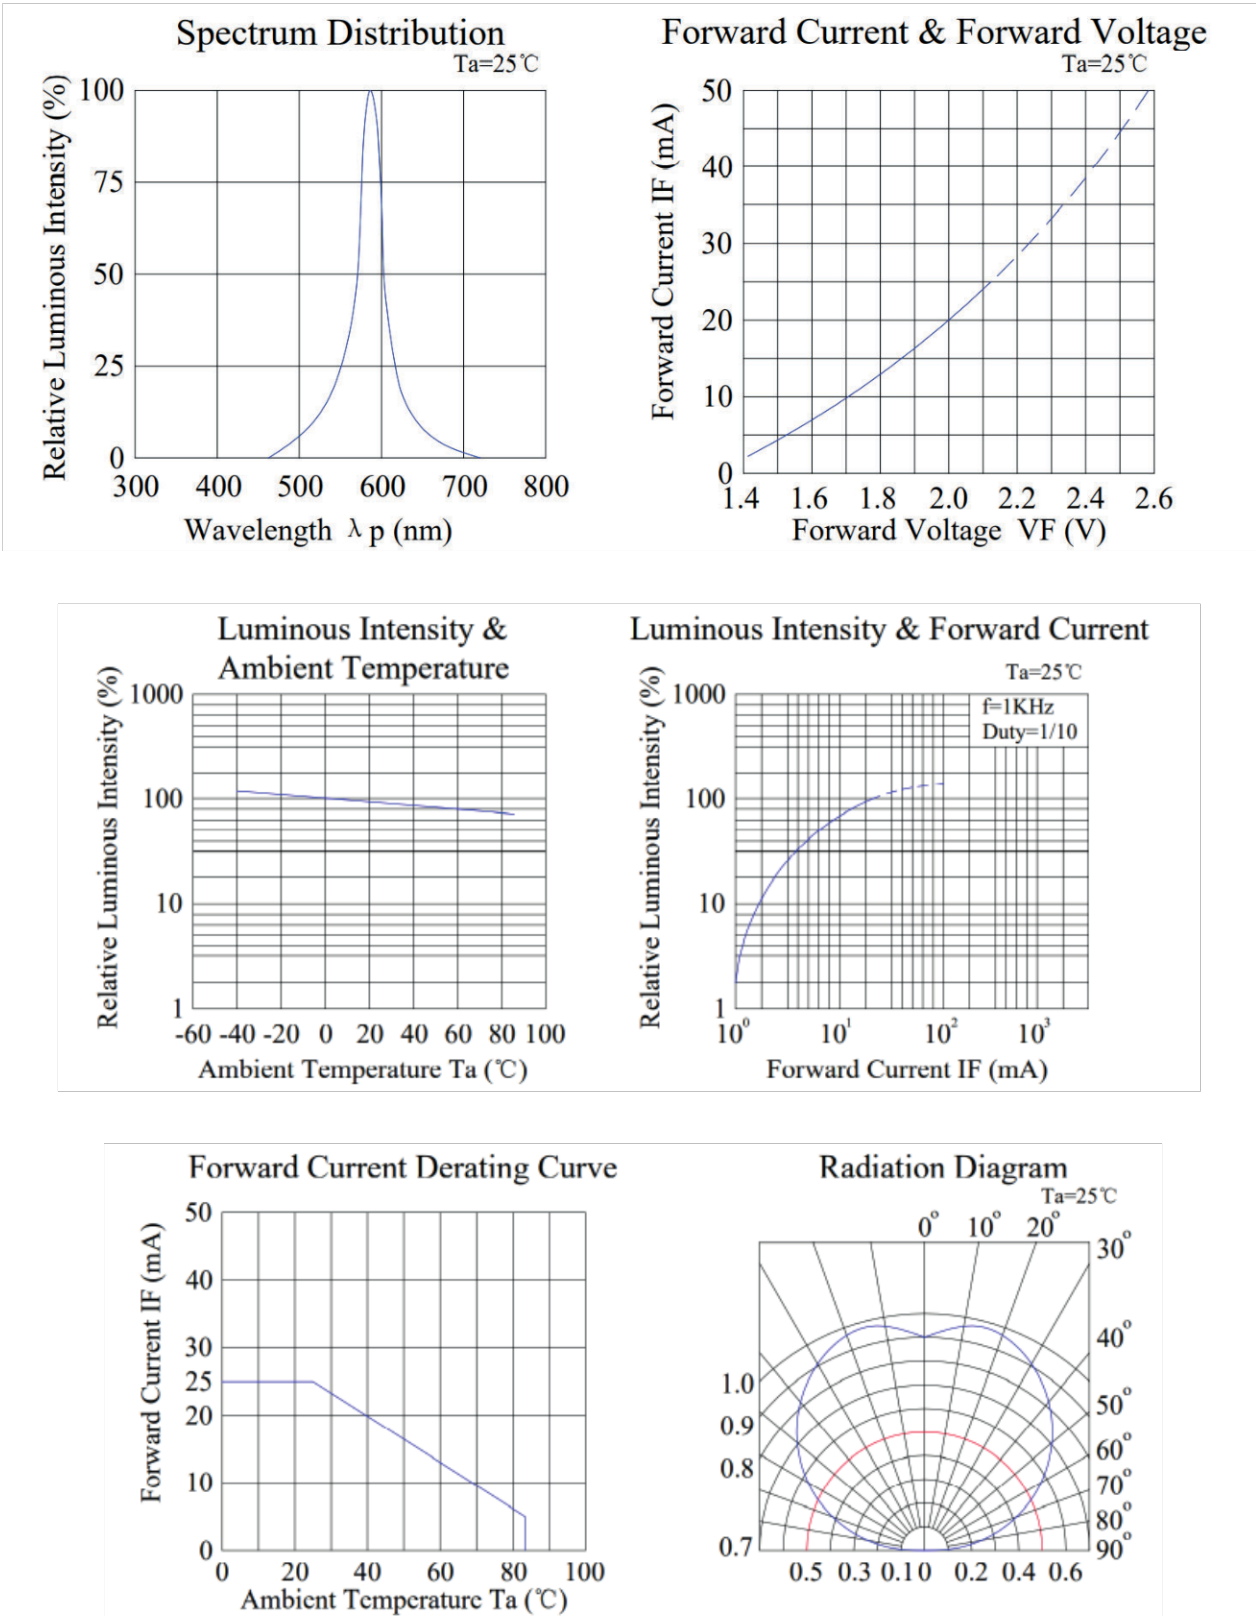 Spectrum Distribution
Ta=25℃
Relative Luminous Intensity (%)
100
75
50
25
0
300 400 500 600 700 800
Wavelength λ p (nm)
Forward Current & Forward Voltage
Ta=25℃
Forward Current IF (mA)
50
40
30
20
10
0
1.4 1.6 1.8 2.0 2.2 2.4 2.6
Forward Voltage VF (V)
Luminous Intensity &
Ambient Temperature
Relative Luminous Intensity (%)
1000
100
10
1
-60 -40 -20 0 20 40 60 80 100
Ambient Temperature Ta (℃)
Luminous Intensity & Forward Current
Ta=25℃
f=1KHz
Duty=1/10
Relative Luminous Intensity (%)
1000
100
10
1
10⁰ 10¹ 10² 10³
Forward Current IF (mA)
Forward Current Derating Curve
Forward Current IF (mA)
50
40
30
25
20
10
0
0 20 40 60 80 100
Ambient Temperature Ta (℃)
Radiation Diagram
Ta=25℃
0° 10° 20°
30°
40°
50°
60°
70°
80°
90°
1.0
0.9
0.8
0.7
0.5 0.3 0.1 0 0.2 0.4 0.6